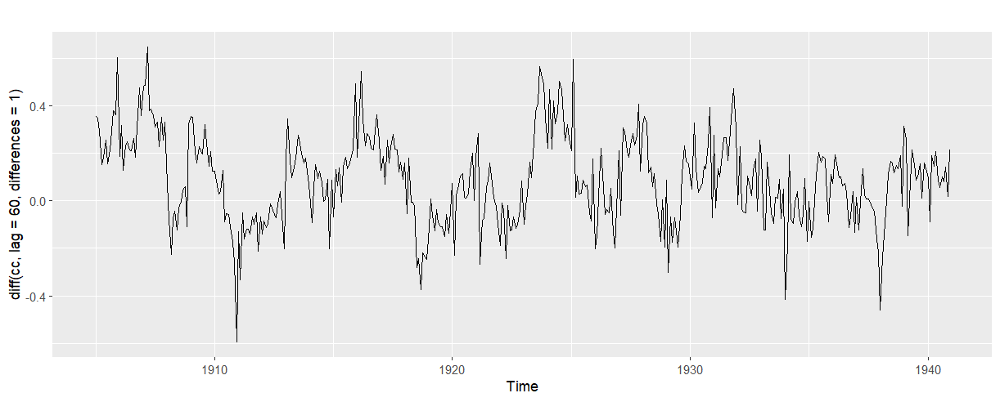 diff(cc, lag = 60, differences = 1)
0.4
0.0
-0.4
1910 1920 1930 1940
Time